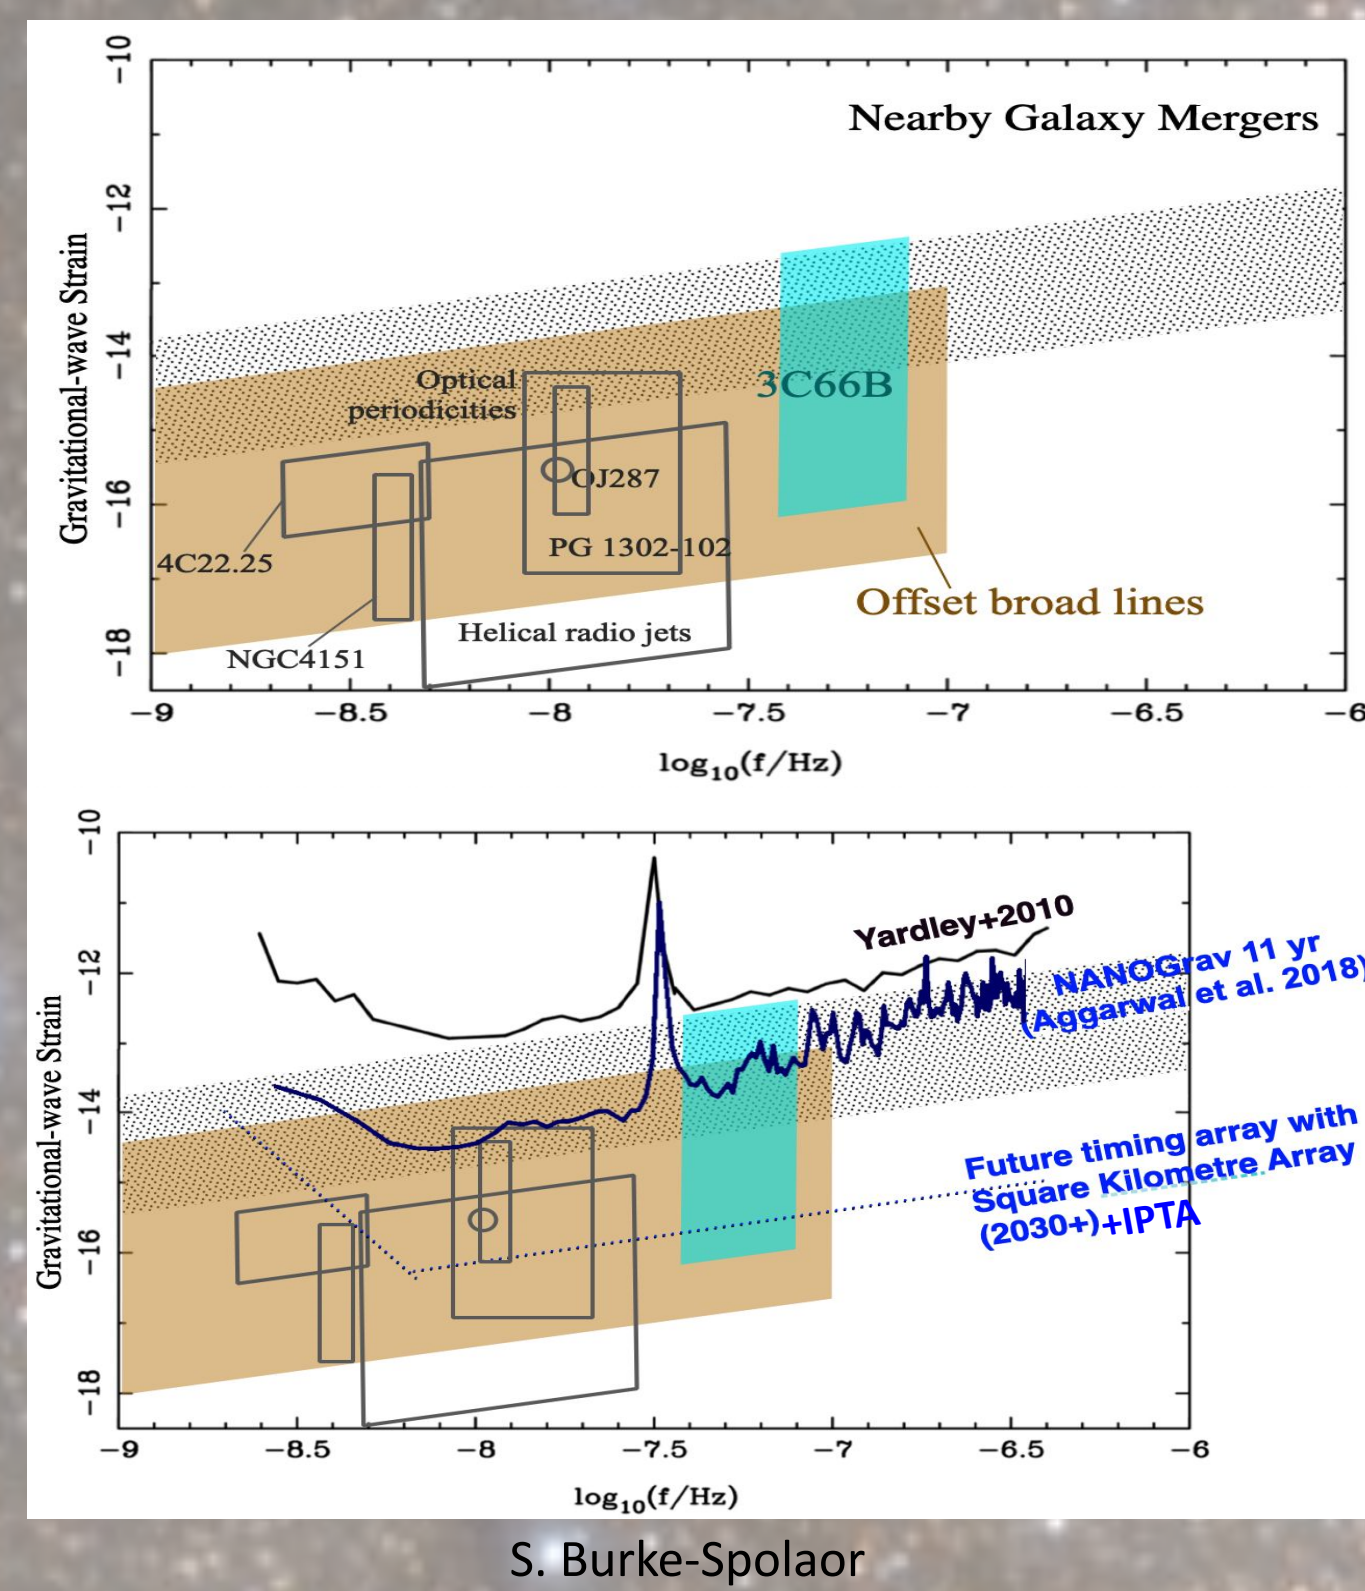 Nearby Galaxy Mergers
Gravitational-wave Strain
−10
−12
−14
−16
−18
Optical
periodicities
3C66B
OJ287
PG 1302-102
4C22.25
Offset broad lines
Helical radio jets
NGC4151
−9 −8.5 −8 −7.5 −7 −6.5 −6
log10(f/Hz)
Gravitational-wave Strain
−10
−12
−14
−16
−18
Yardley+2010
NANOGrav 11 yr
(Aggarwal et al. 2018)
Future timing array with
Square Kilometre Array
(2030+)+IPTA
−9 −8.5 −8 −7.5 −7 −6.5 −6
log10(f/Hz)
S. Burke-Spolaor